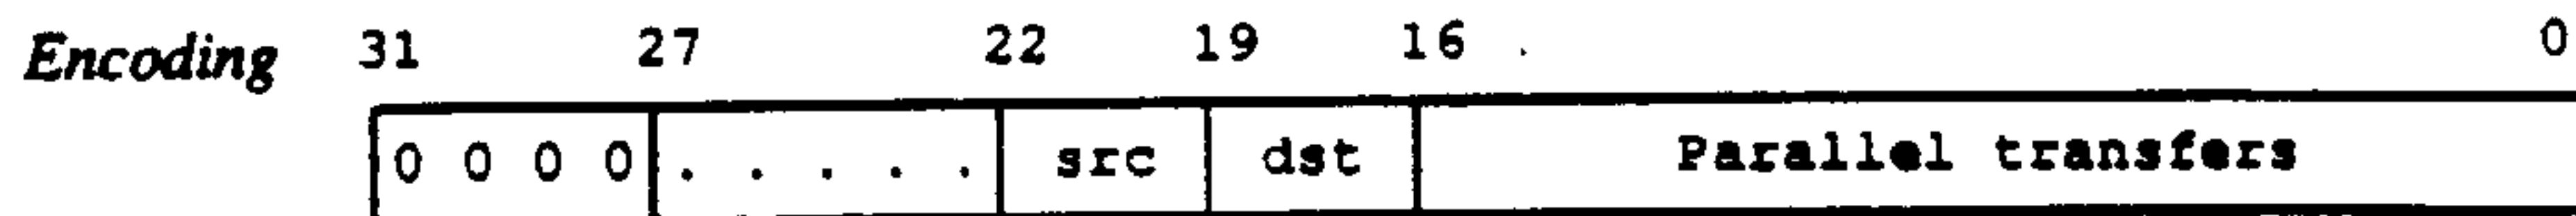 Encoding 31 27 22 19 16 0
0 0 0 0 . . . . . src dst Parallel transfers